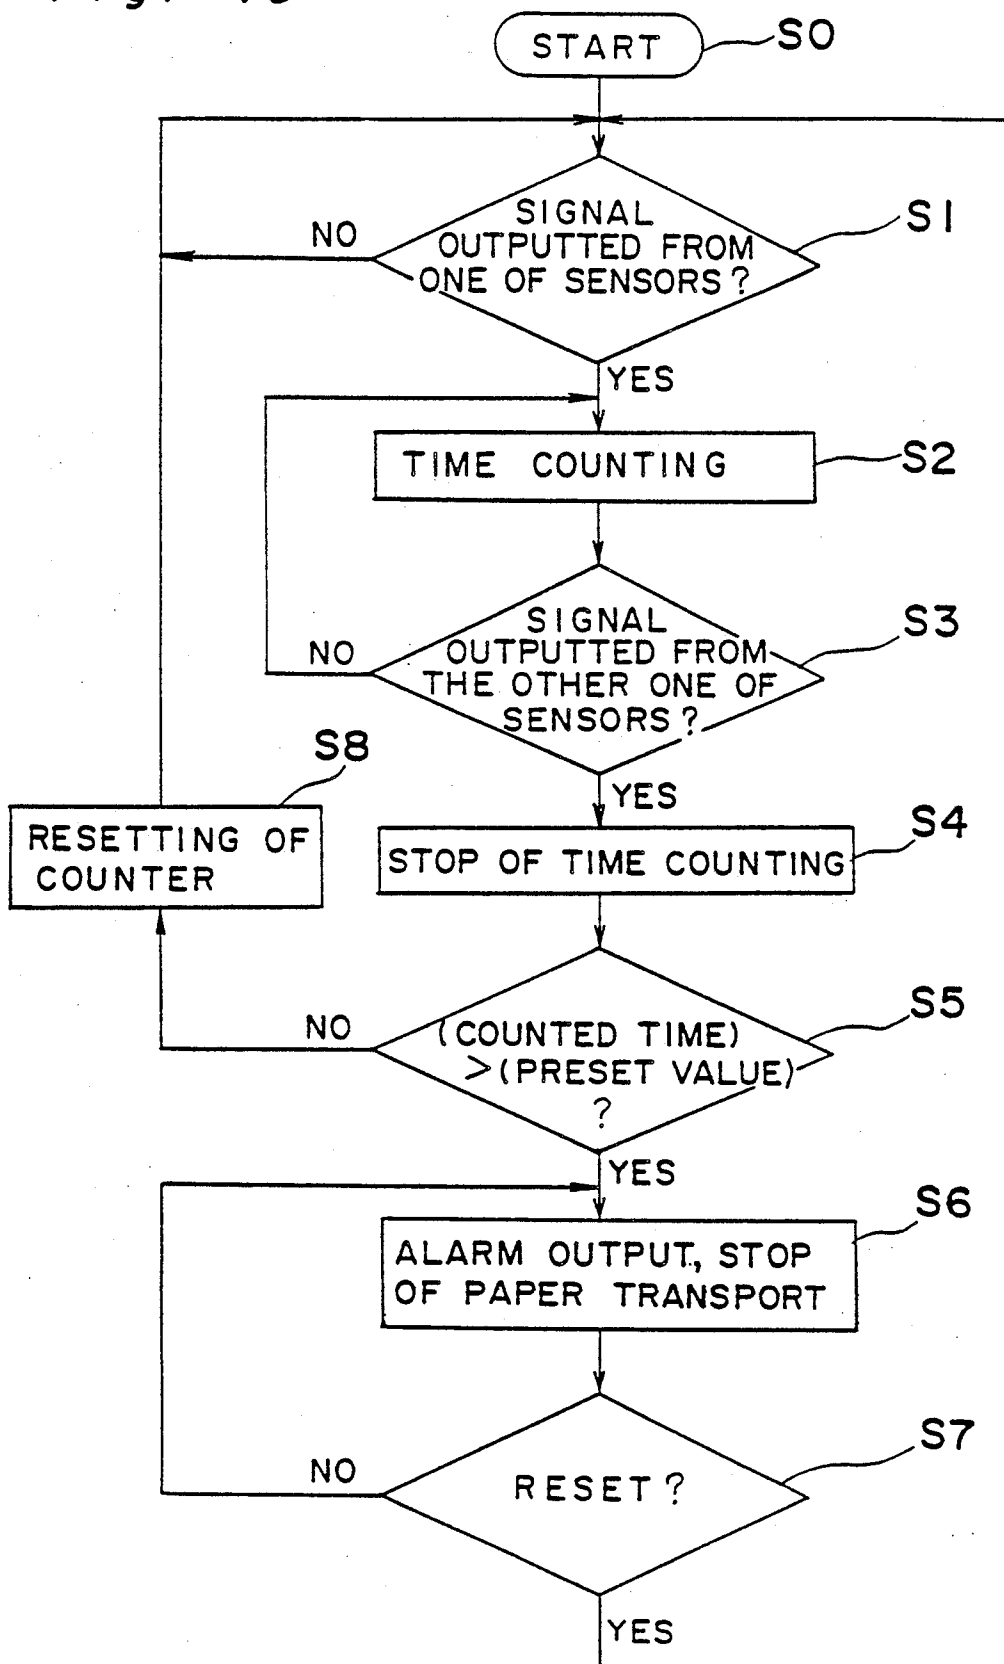 START
S0
NO
SIGNAL
OUTPUTTED FROM
ONE OF SENSORS?
S1
YES
TIME COUNTING
S2
NO
SIGNAL
OUTPUTTED FROM
THE OTHER ONE OF
SENSORS?
S3
YES
S8
RESETTING OF
COUNTER
STOP OF TIME COUNTING
S4
NO
(COUNTED TIME)
>(PRESET VALUE)
?
S5
YES
ALARM OUTPUT, STOP
OF PAPER TRANSPORT
S6
NO
RESET?
S7
YES